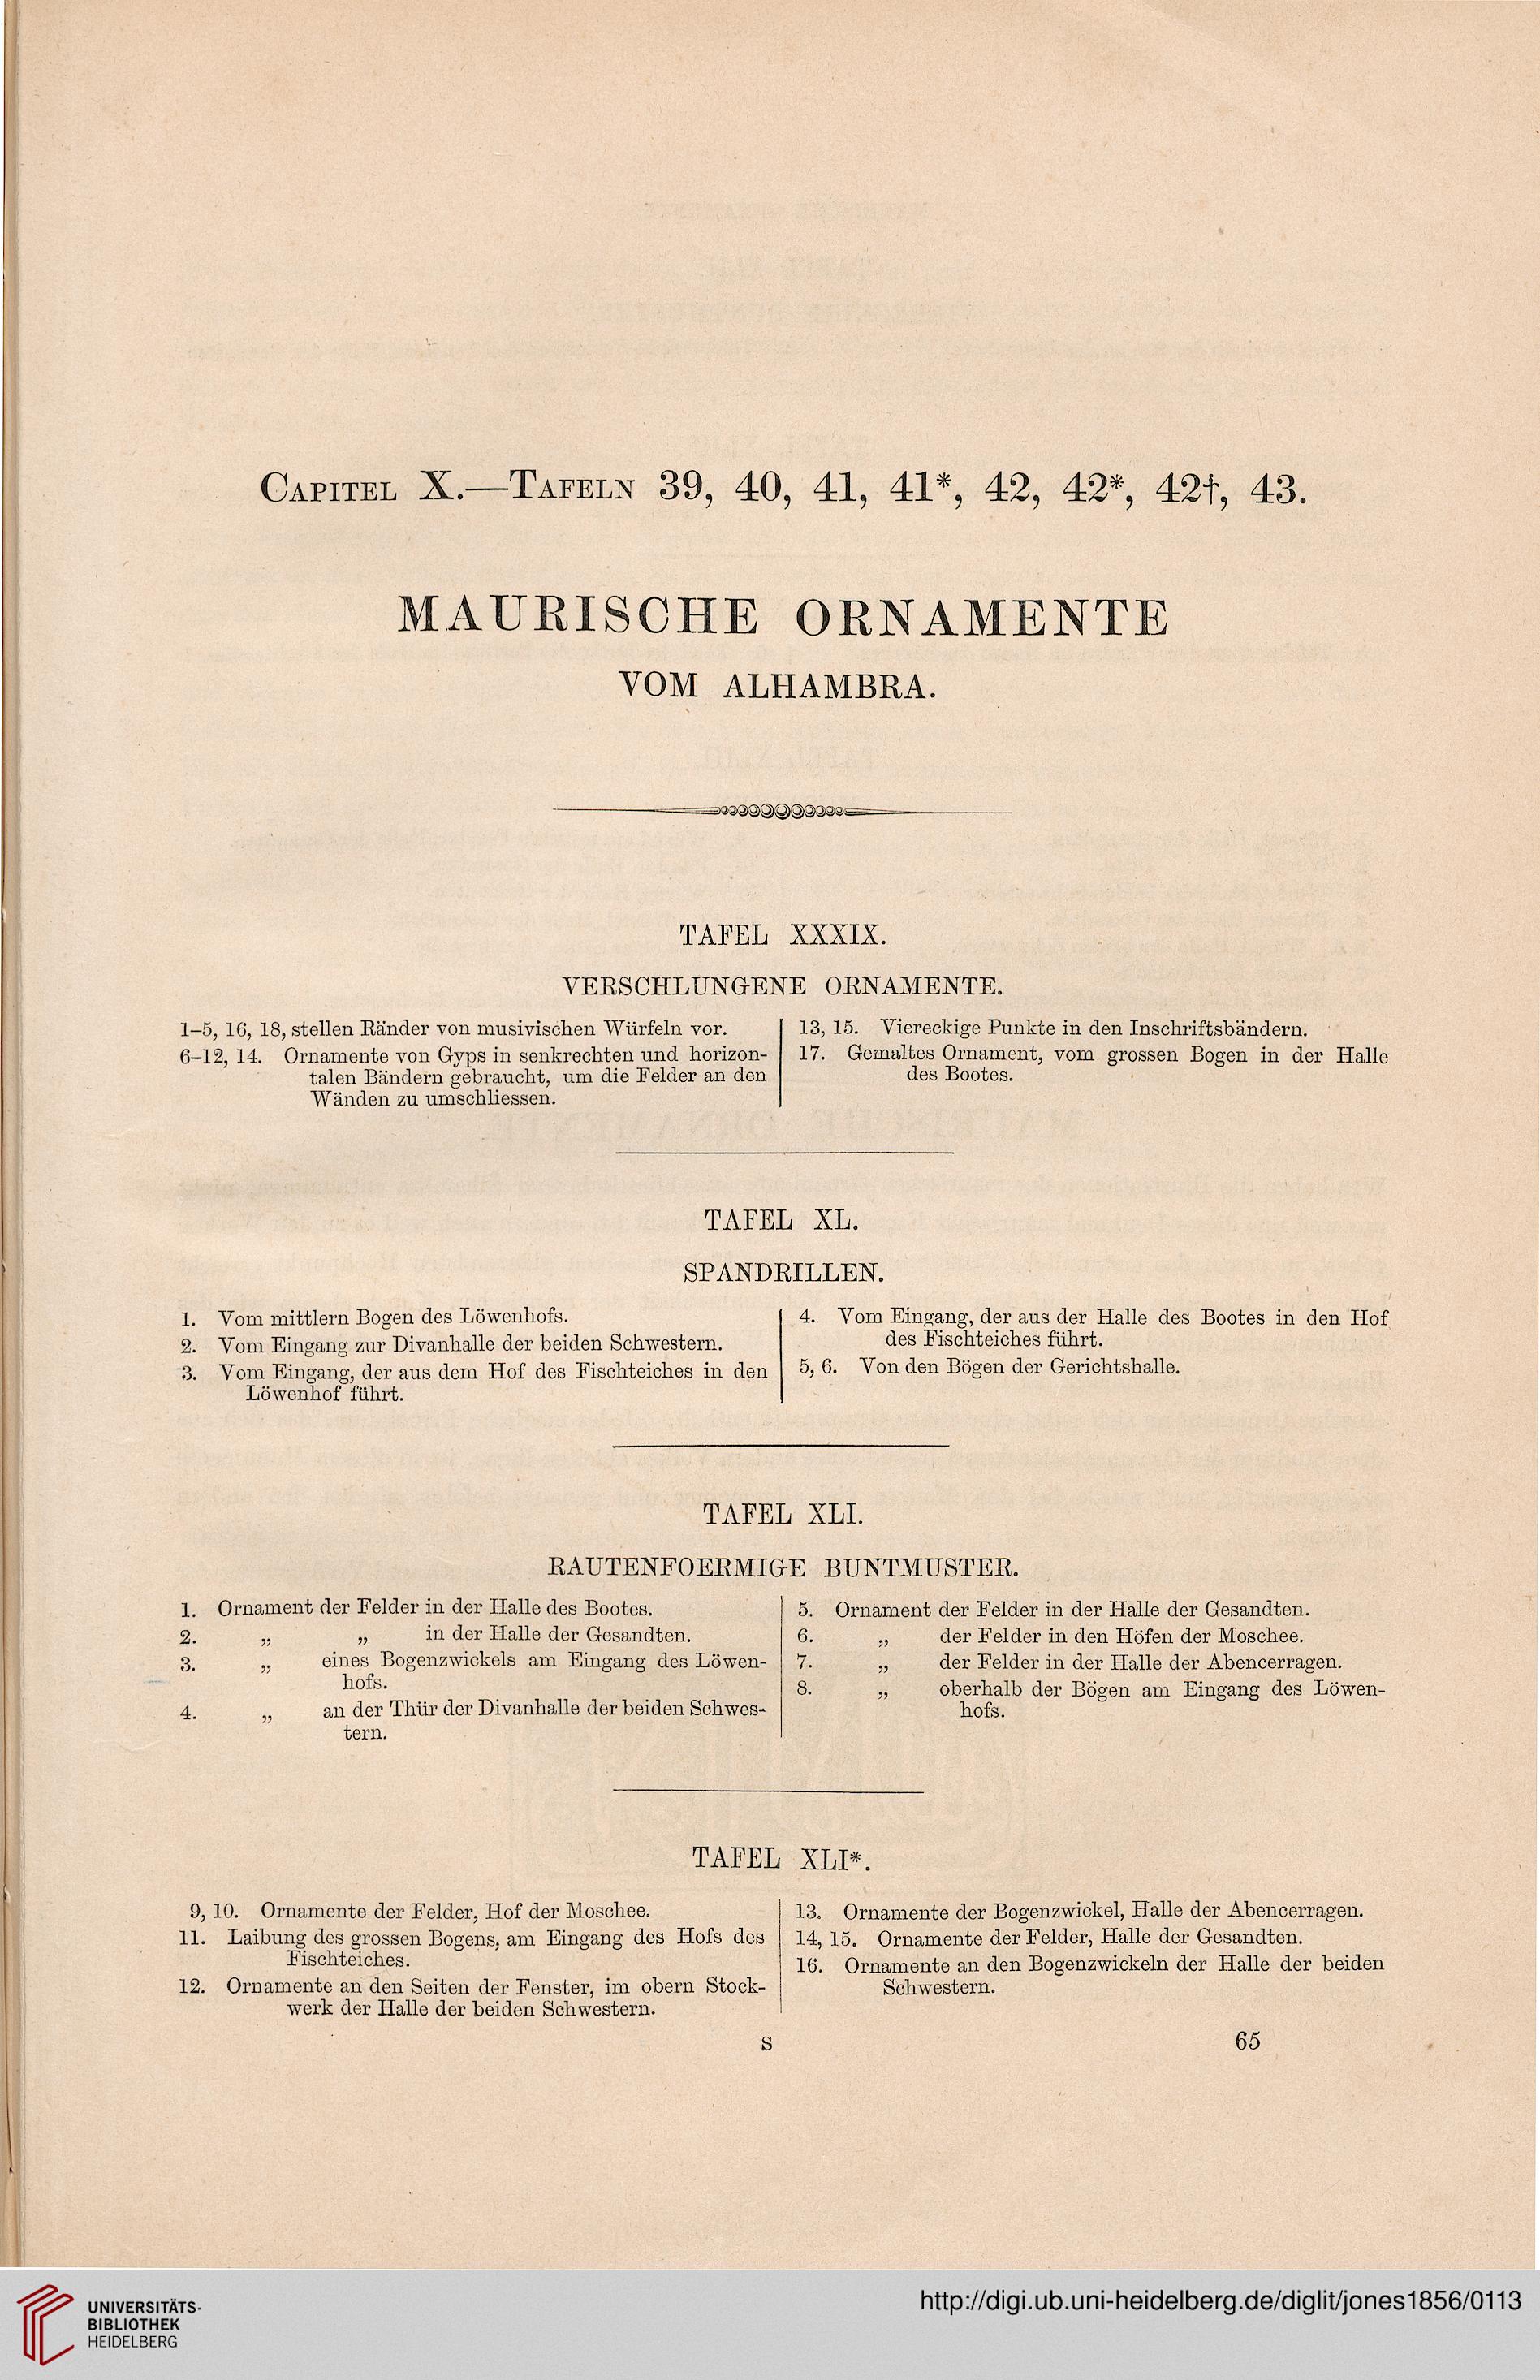 CAPITEL X.—TAFELN 39, 40, 41, 41*, 42, 42*, 42†, 43.
MAURISCHE ORNAMENTE
VOM ALHAMBRA.
TAFEL XXXIX.
VERSCHLUNGENE ORNAMENTE.
1–5, 16, 18, stellen Ränder von musivischen Würfeln vor.
6–12, 14. Ornamente von Gyps in senkrechten und horizon-
talen Bändern gebraucht, um die Felder an den
Wänden zu umschliessen.
13, 15. Viereckige Punkte in den Inschriftsbändern.
17. Gemaltes Ornament, vom grossen Bogen in der Halle
des Bootes.
TAFEL XL.
SPANDRILLEN.
1. Vom mittlern Bogen des Löwenhofs.
2. Vom Eingang zur Divanhalle der beiden Schwestern.
3. Vom Eingang, der aus dem Hof des Fischteiches in den
Löwenhof führt.
4. Vom Eingang, der aus der Halle des Bootes in den Hof
des Fischteiches führt.
5, 6. Von den Bögen der Gerichtshalle.
TAFEL XLI.
RAUTENFOERMIGE BUNTMUSTER.
1. Ornament der Felder in der Halle des Bootes.
2. „ „ in der Halle der Gesandten.
3. „ eines Bogenzwickels am Eingang des Löwen-
hofs.
4. „ an der Thür der Divanhalle der beiden Schwes-
tern.
5. Ornament der Felder in der Halle der Gesandten.
6. „ der Felder in den Höfen der Moschee.
7. „ der Felder in der Halle der Abencerragen.
8. „ oberhalb der Bögen am Eingang des Löwen-
hofs.
TAFEL XLI*.
9, 10. Ornamente der Felder, Hof der Moschee.
11. Laibung des grossen Bogens, am Eingang des Hofs des
Fischteiches.
12. Ornamente an den Seiten der Fenster, im obern Stock-
werk der Halle der beiden Schwestern.
13. Ornamente der Bogenzwickel, Halle der Abencerragen.
14, 15. Ornamente der Felder, Halle der Gesandten.
16. Ornamente an den Bogenzwickeln der Halle der beiden
Schwestern.
S 65
UNIVERSITÄTS-
BIBLIOTHEK
HEIDELBERG
http://digi.ub.uni-heidelberg.de/diglit/jones1856/0113